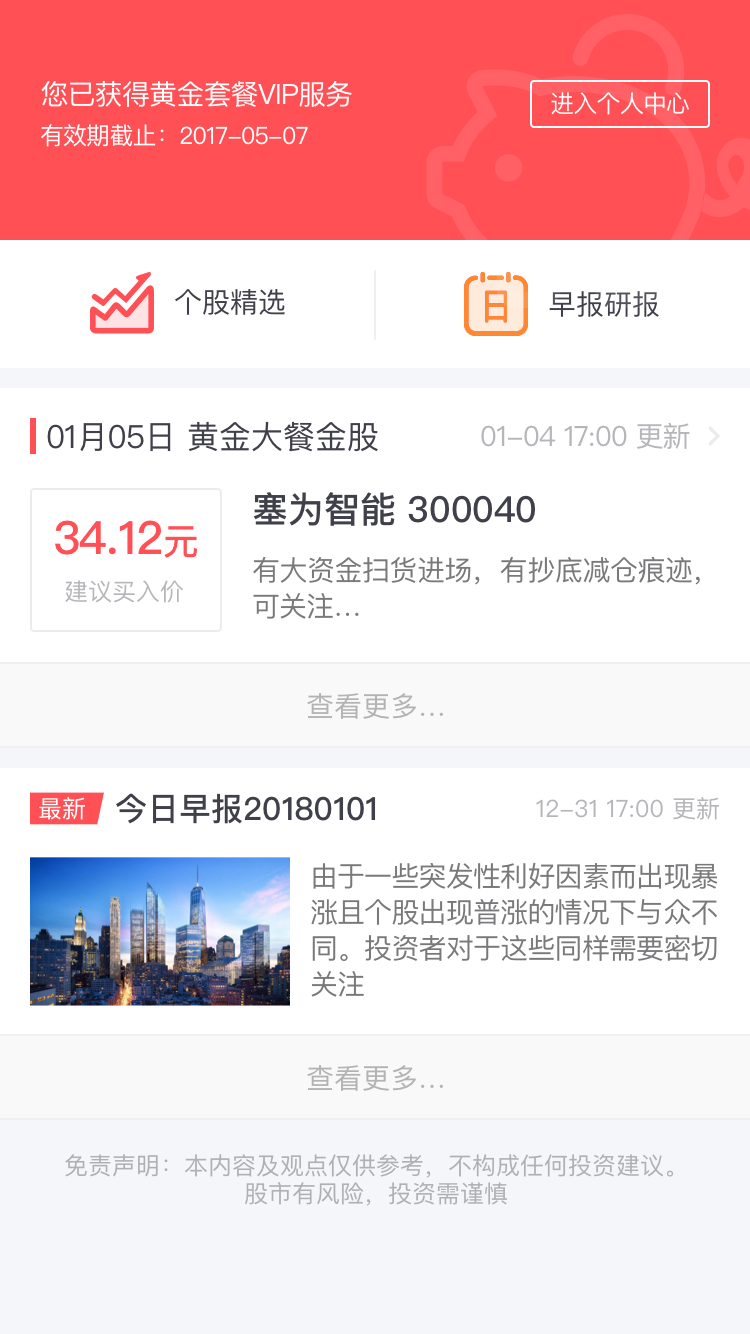 您已获得黄金套餐VIP服务
进入个人中心
有效期截止：2017-05-07
个股精选
日
早报研报
01月05日 黄金大餐金股
01-04 17:00 更新
34.12元
建议买入价
塞为智能 300040
有大资金扫货进场，有抄底减仓痕迹，
可关注...
查看更多...
最新
今日早报20180101
12-31 17:00 更新
由于一些突发性利好因素而出现暴
涨且个股出现普涨的情况下与众不
同。投资者对于这些同样需要密切
关注
查看更多...
免责声明：本内容及观点仅供参考，不构成任何投资建议。
股市有风险，投资需谨慎